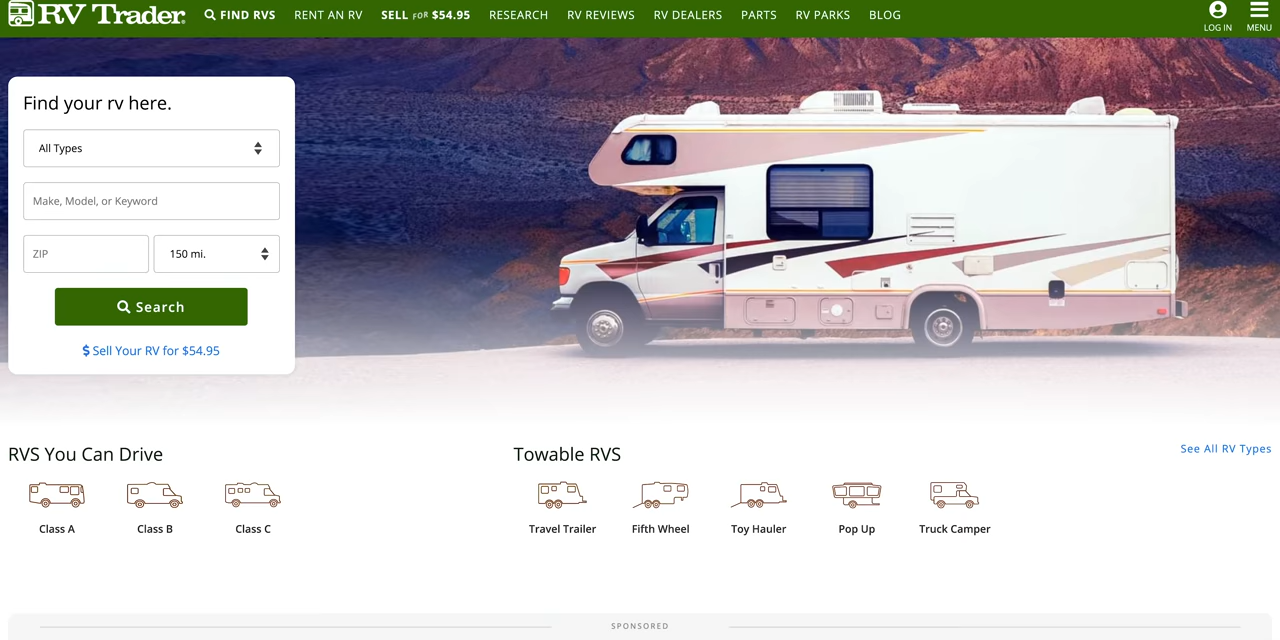 RV Trader
FIND RVS
RENT AN RV
SELL FOR $54.95
RESEARCH
RV REVIEWS
RV DEALERS
PARTS
RV PARKS
BLOG
LOG IN
MENU
Find your rv here.
All Types
Make, Model, or Keyword
ZIP
150 mi.
Search
$ Sell Your RV for $54.95
RVS You Can Drive
Class A
Class B
Class C
Towable RVS
See All RV Types
Travel Trailer
Fifth Wheel
Toy Hauler
Pop Up
Truck Camper
SPONSORED